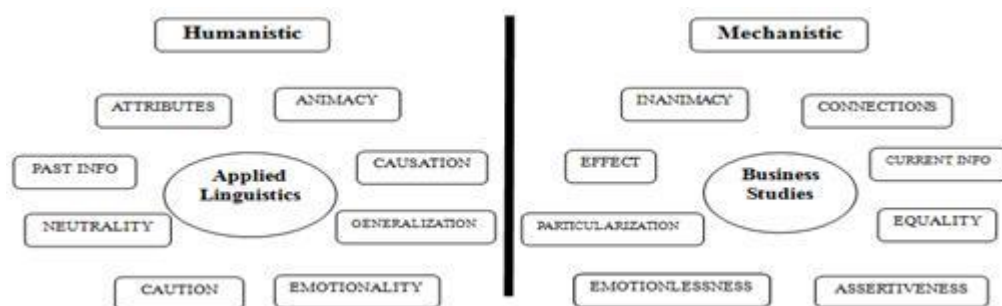 Humanistic
Mechanistic
ATTRIBUTES
ANIMACY
PAST INFO
CAUSATION
Applied
Linguistics
NEUTRALITY
GENERALIZATION
CAUTION
EMOTIONALITY
INANIMACY
CONNECTIONS
EFFECT
CURRENT INFO
Business
Studies
PARTICULARIZATION
EQUALITY
EMOTIONLESSNESS
ASSERTIVENESS